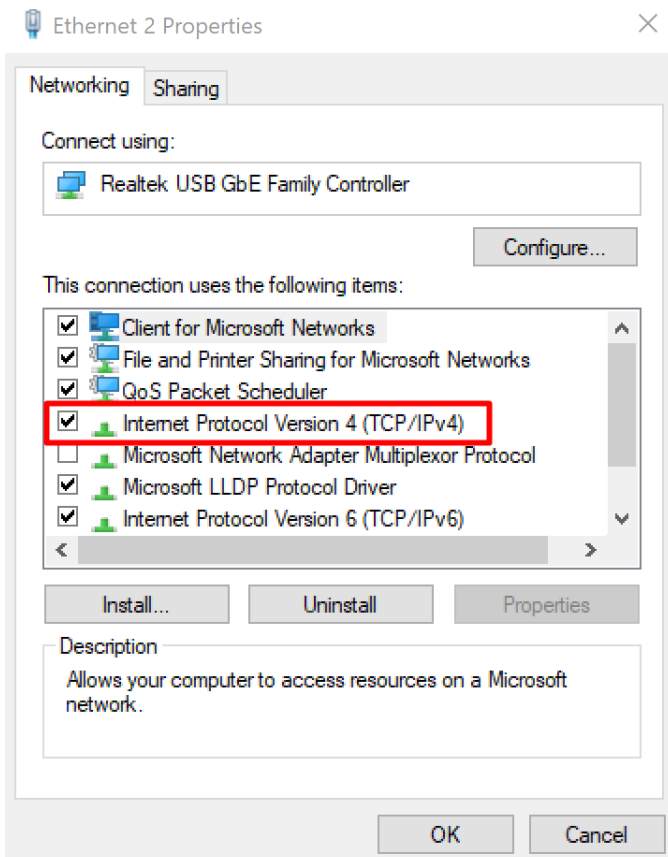 Ethernet 2 Properties
Networking
Sharing
Connect using:
Realtek USB GbE Family Controller
Configure...
This connection uses the following items:
Client for Microsoft Networks
File and Printer Sharing for Microsoft Networks
QoS Packet Scheduler
Internet Protocol Version 4 (TCP/IPv4)
Microsoft Network Adapter Multiplexor Protocol
Microsoft LLDP Protocol Driver
Internet Protocol Version 6 (TCP/IPv6)
Install...
Uninstall
Properties
Description
Allows your computer to access resources on a Microsoft
network.
OK
Cancel